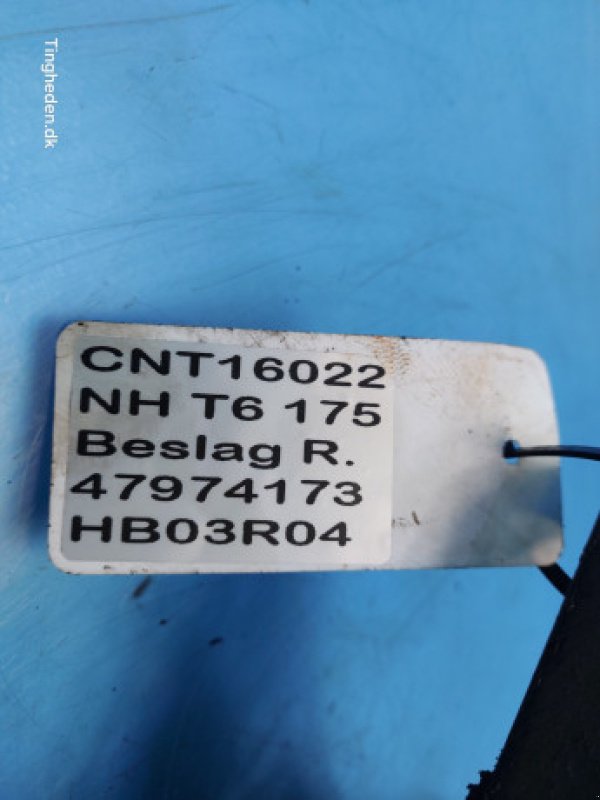 Tingheden.dk
CNT16022
NH T6 175
Beslag R.
47974173
HB03R04